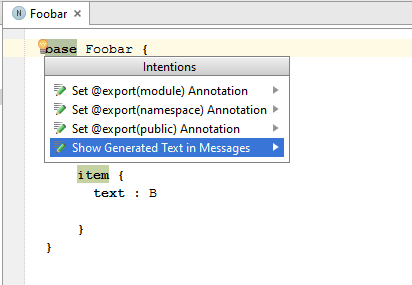 N Foobar ×
base Foobar {
Intentions
Set @export(module) Annotation
Set @export(namespace) Annotation
Set @export(public) Annotation
Show Generated Text in Messages
item {
text : B
}
}